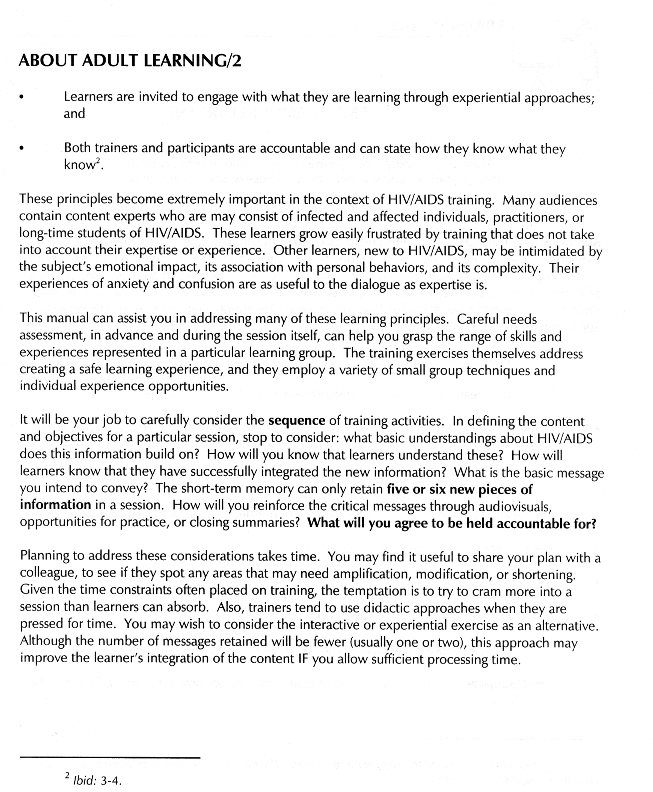 ABOUT ADULT LEARNING/2
• Learners are invited to engage with what they are learning through experiential approaches;
and
• Both trainers and participants are accountable and can state how they know what they
know².
These principles become extremely important in the context of HIV/AIDS training. Many audiences
contain content experts who are may consist of infected and affected individuals, practitioners, or
long-time students of HIV/AIDS. These learners grow easily frustrated by training that does not take
into account their expertise or experience. Other learners, new to HIV/AIDS, may be intimidated by
the subject's emotional impact, its association with personal behaviors, and its complexity. Their
experiences of anxiety and confusion are as useful to the dialogue as expertise is.
This manual can assist you in addressing many of these learning principles. Careful needs
assessment, in advance and during the session itself, can help you grasp the range of skills and
experiences represented in a particular learning group. The training exercises themselves address
creating a safe learning experience, and they employ a variety of small group techniques and
individual experience opportunities.
It will be your job to carefully consider the sequence of training activities. In defining the content
and objectives for a particular session, stop to consider: what basic understandings about HIV/AIDS
does this information build on? How will you know that learners understand these? How will
learners know that they have successfully integrated the new information? What is the basic message
you intend to convey? The short-term memory can only retain five or six new pieces of
information in a session. How will you reinforce the critical messages through audiovisuals,
opportunities for practice, or closing summaries? What will you agree to be held accountable for?
Planning to address these considerations takes time. You may find it useful to share your plan with a
colleague, to see if they spot any areas that may need amplification, modification, or shortening.
Given the time constraints often placed on training, the temptation is to try to cram more into a
session than learners can absorb. Also, trainers tend to use didactic approaches when they are
pressed for time. You may wish to consider the interactive or experiential exercise as an alternative.
Although the number of messages retained will be fewer (usually one or two), this approach may
improve the learner's integration of the content IF you allow sufficient processing time.
² Ibid: 3-4.